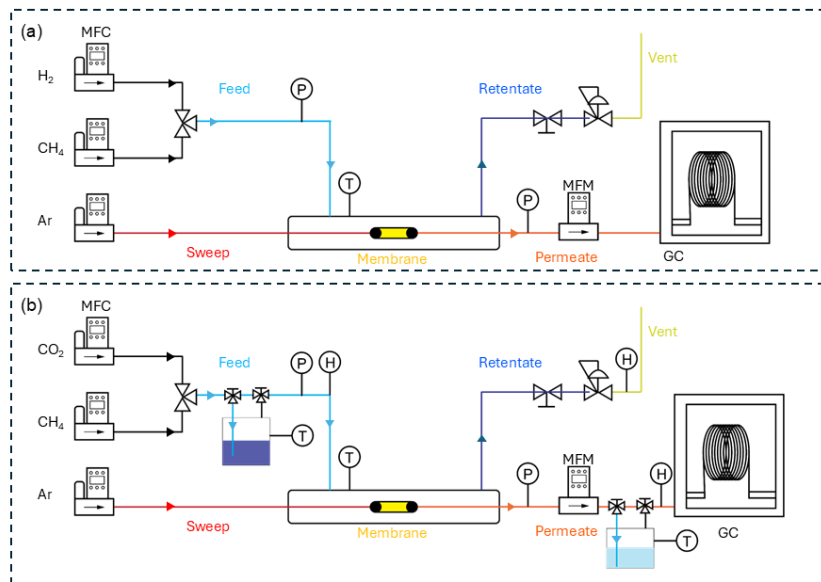 (a)
MFC
H₂
Feed
P
Retentate
Vent
CH₄
T
MFM
P
Ar
Sweep
Membrane
Permeate
GC
(b)
MFC
CO₂
Feed
P
H
Retentate
H
Vent
CH₄
T
T
MFM
P
H
Ar
Sweep
Membrane
Permeate
T
GC